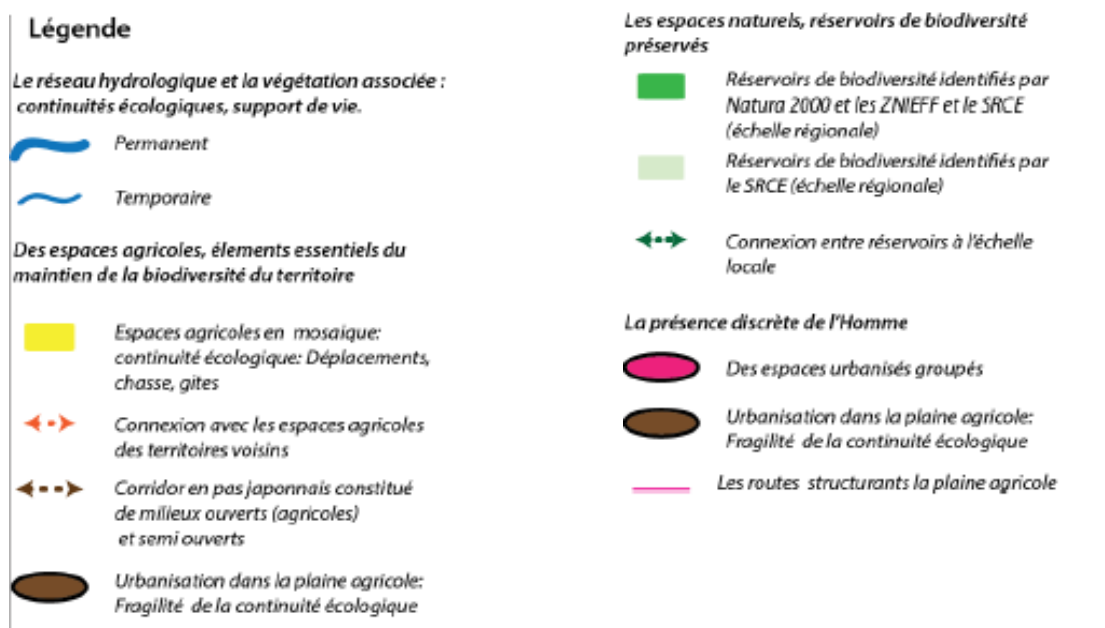 Légende
Le réseau hydrologique et la végétation associée :
continuités écologiques, support de vie.
Permanent
Temporaire
Des espaces agricoles, élements essentiels du
maintien de la biodiversité du territoire
Espaces agricoles en mosaique:
continuité écologique: Déplacements,
chasse, gites
Connexion avec les espaces agricoles
des territoires voisins
Corridor en pas japonnais constitué
de milieux ouverts (agricoles)
et semi ouverts
Urbanisation dans la plaine agricole:
Fragilité de la continuité écologique
Les espaces naturels, réservoirs de biodiversité
préservés
Réservoirs de biodiversité identifiés par
Natura 2000 et les ZNIEFF et le SRCE
(échelle régionale)
Réservoirs de biodiversité identifiés par
le SRCE (échelle régionale)
Connexion entre réservoirs à l'échelle
locale
La présence discrète de l'Homme
Des espaces urbanisés groupés
Urbanisation dans la plaine agricole:
Fragilité de la continuité écologique
Les routes structurants la plaine agricole